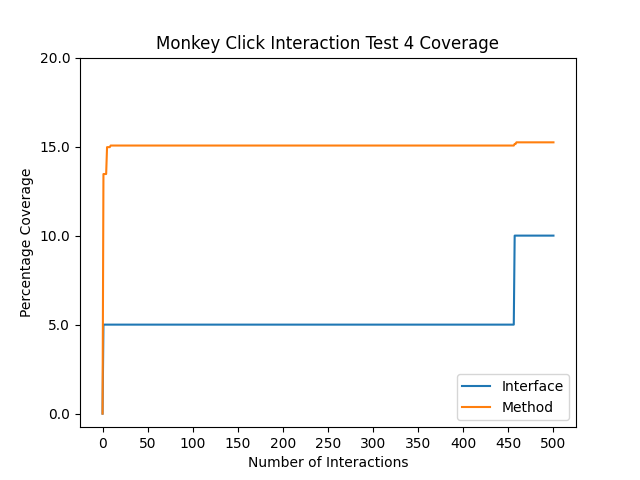 Monkey Click Interaction Test 4 Coverage
20.0
15.0
10.0
5.0
0.0
Percentage Coverage
Interface
Method
0 50 100 150 200 250 300 350 400 450 500
Number of Interactions